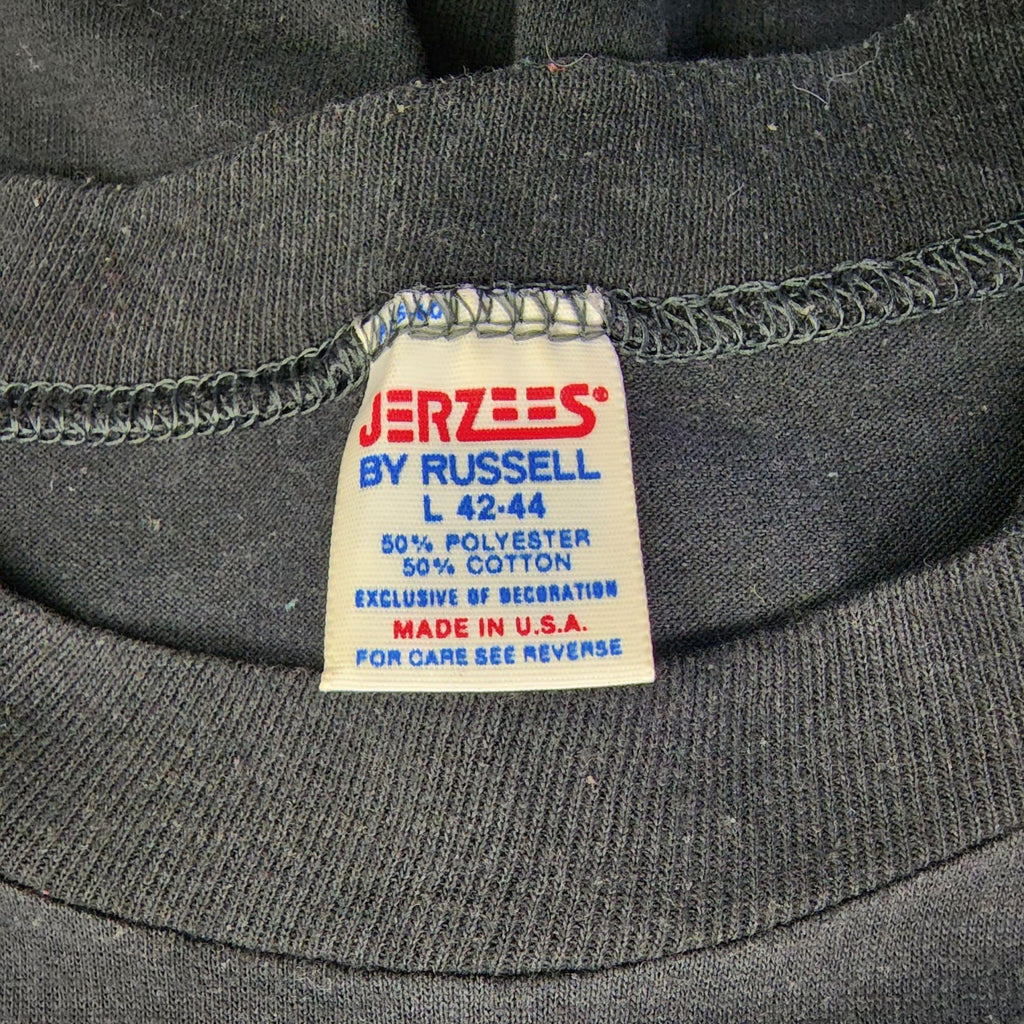 JERZEES®
BY RUSSELL
L 42-44
50% POLYESTER
50% COTTON
EXCLUSIVE OF DECORATION
MADE IN U.S.A.
FOR CARE SEE REVERSE